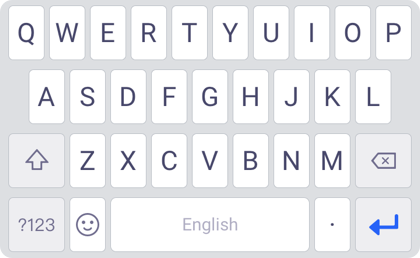 Q W E R T Y U I O P
A S D F G H J K L
Z X C V B N M
?123 English .